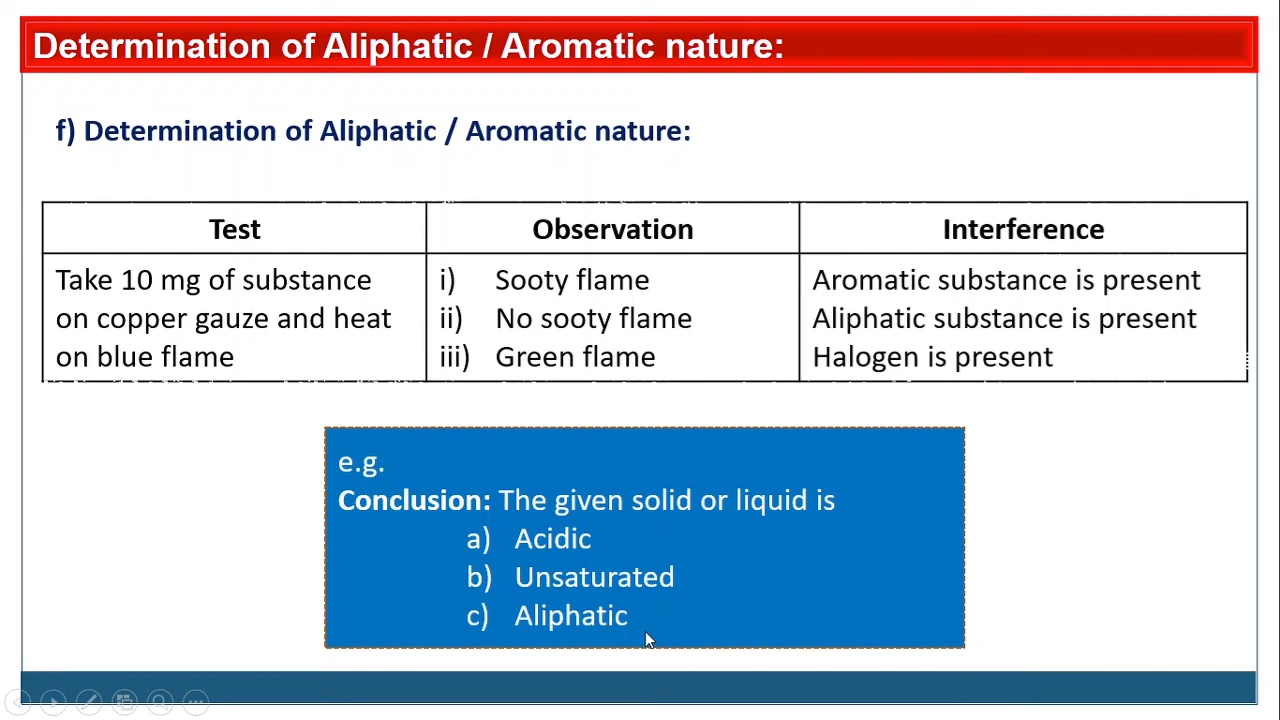 Determination of Aliphatic / Aromatic nature:
f) Determination of Aliphatic / Aromatic nature:
Test Observation Interference
Take 10 mg of substance i) Sooty flame Aromatic substance is present
on copper gauze and heat ii) No sooty flame Aliphatic substance is present
on blue flame iii) Green flame Halogen is present
e.g.
Conclusion: The given solid or liquid is
a) Acidic
b) Unsaturated
c) Aliphatic